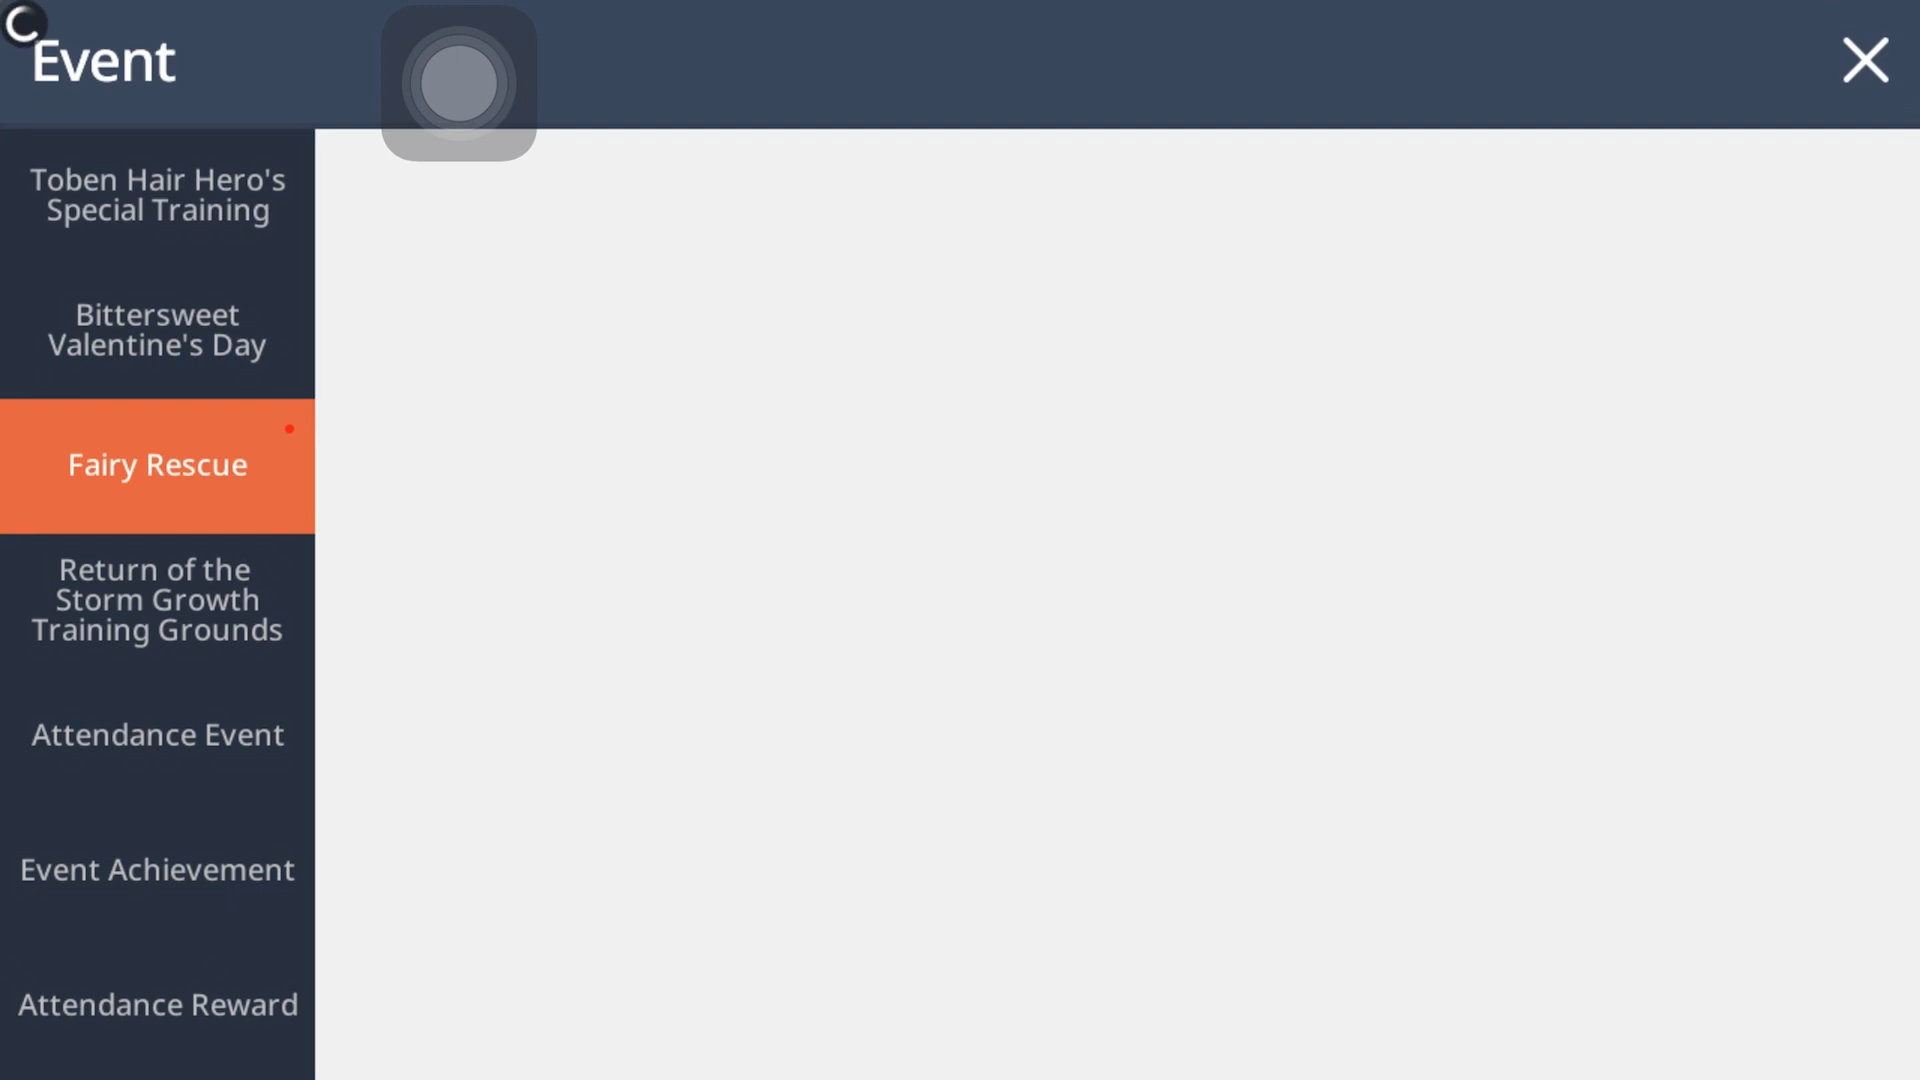 Event
Toben Hair Hero's
Special Training
Bittersweet
Valentine's Day
Fairy Rescue
Return of the
Storm Growth
Training Grounds
Attendance Event
Event Achievement
Attendance Reward